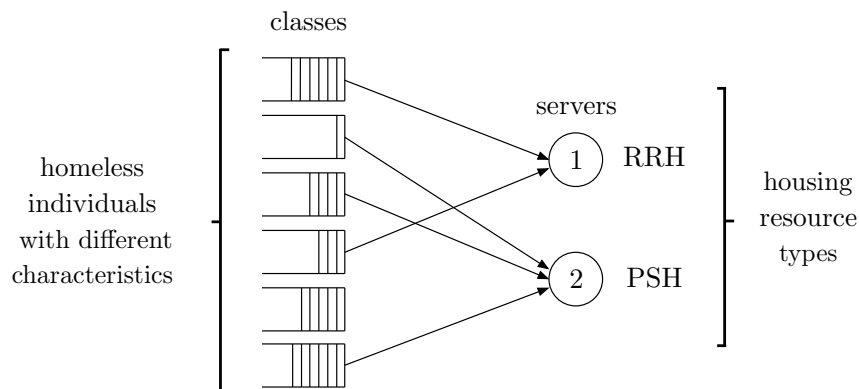 classes
servers
1
RRH
homeless
individuals
with different
characteristics
housing
resource
types
2
PSH